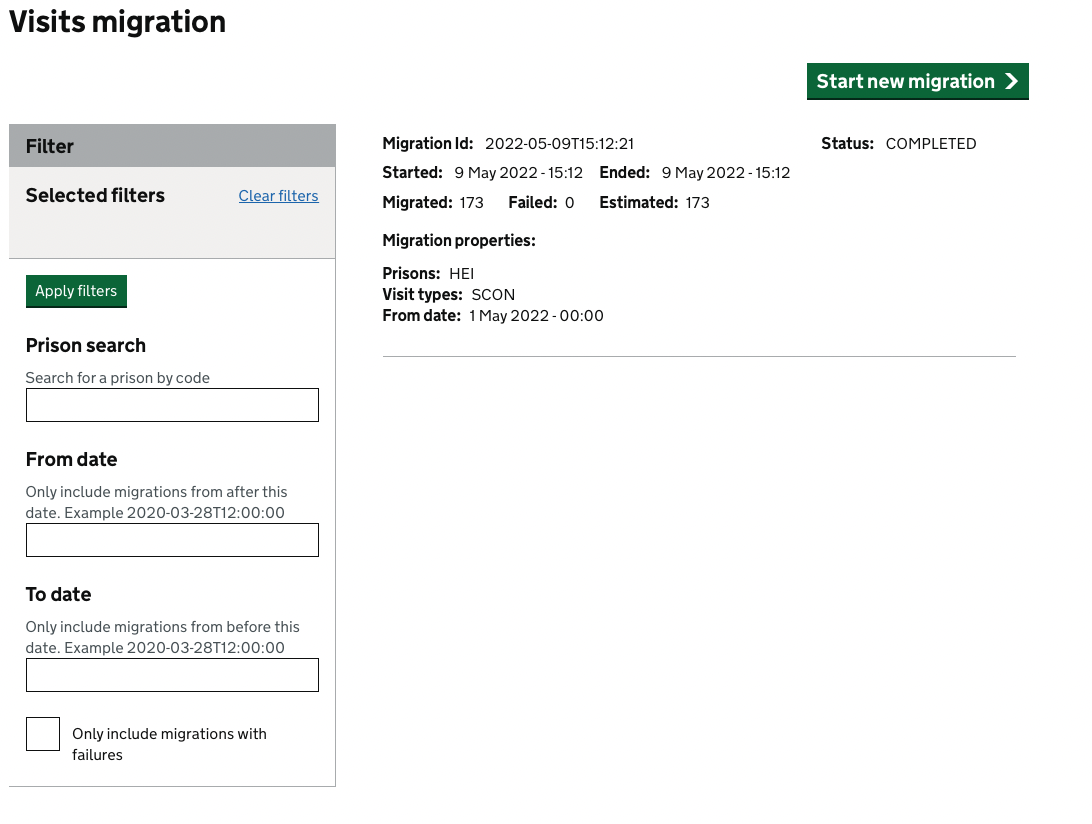 Visits migration
Start new migration
Filter
Selected filters
Clear filters
Apply filters
Prison search
Search for a prison by code
From date
Only include migrations from after this
date. Example 2020-03-28T12:00:00
To date
Only include migrations from before this
date. Example 2020-03-28T12:00:00
Only include migrations with
failures
Migration Id: 2022-05-09T15:12:21
Status: COMPLETED
Started: 9 May 2022 - 15:12 Ended: 9 May 2022 - 15:12
Migrated: 173 Failed: 0 Estimated: 173
Migration properties:
Prisons: HEI
Visit types: SCON
From date: 1 May 2022 - 00:00